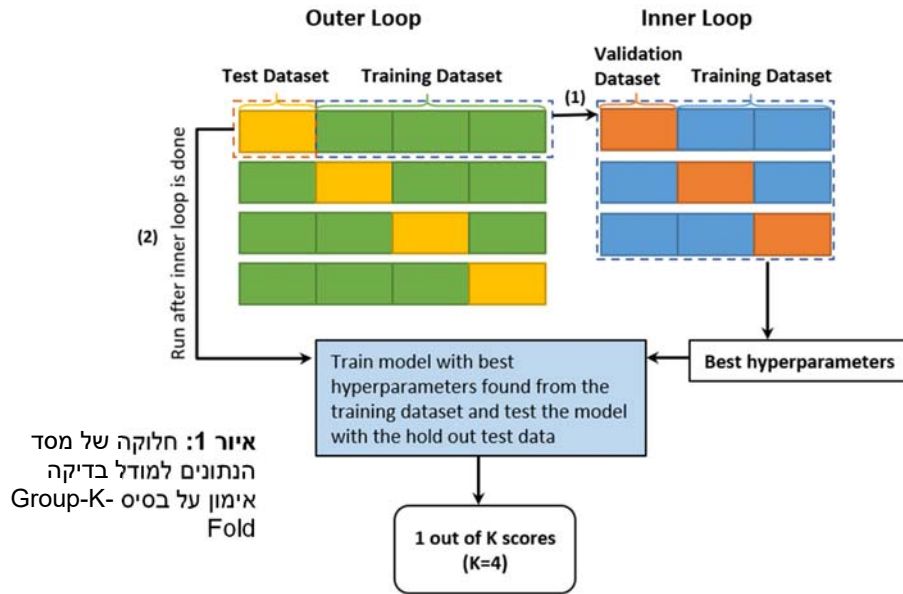 Outer Loop
Inner Loop
Test Dataset
Training Dataset
(1)
Validation
Dataset
Training Dataset
Run after inner loop is done
(2)
Train model with best
hyperparameters found from the
training dataset and test the model
with the hold out test data
Best hyperparameters
איור 1: חלוקה של מסד
הנתונים למודל בדיקה
אימון על בסיס Group-K-
Fold
1 out of K scores
(K=4)